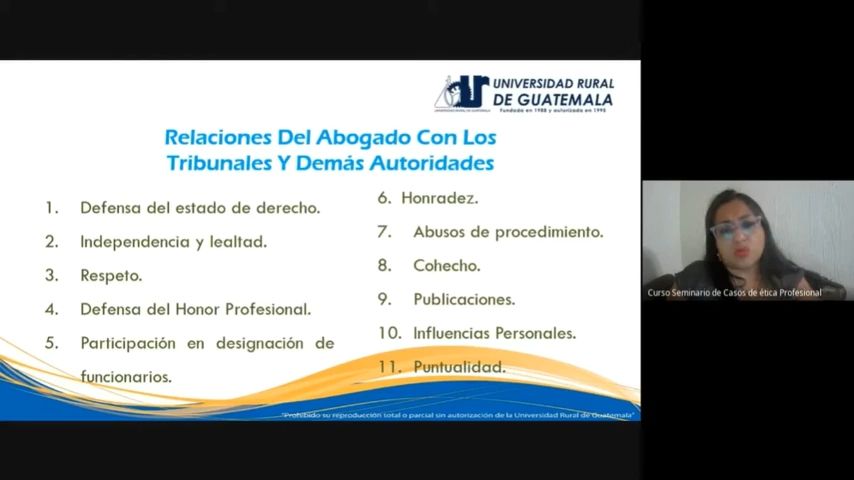 UNIVERSIDAD RURAL
DE GUATEMALA
Fundada en 1988 y autorizada en 1995
Relaciones Del Abogado Con Los
Tribunales Y Demás Autoridades
1. Defensa del estado de derecho.
2. Independencia y lealtad.
3. Respeto.
4. Defensa del Honor Profesional.
5. Participación en designación de
funcionarios.
6. Honradez.
7. Abusos de procedimiento.
8. Cohecho.
9. Publicaciones.
10. Influencias Personales.
11. Puntualidad.
"Prohibido su reproducción total o parcial sin autorización de la Universidad Rural de Guatemala"
Curso Seminario de Casos de ética Profesional